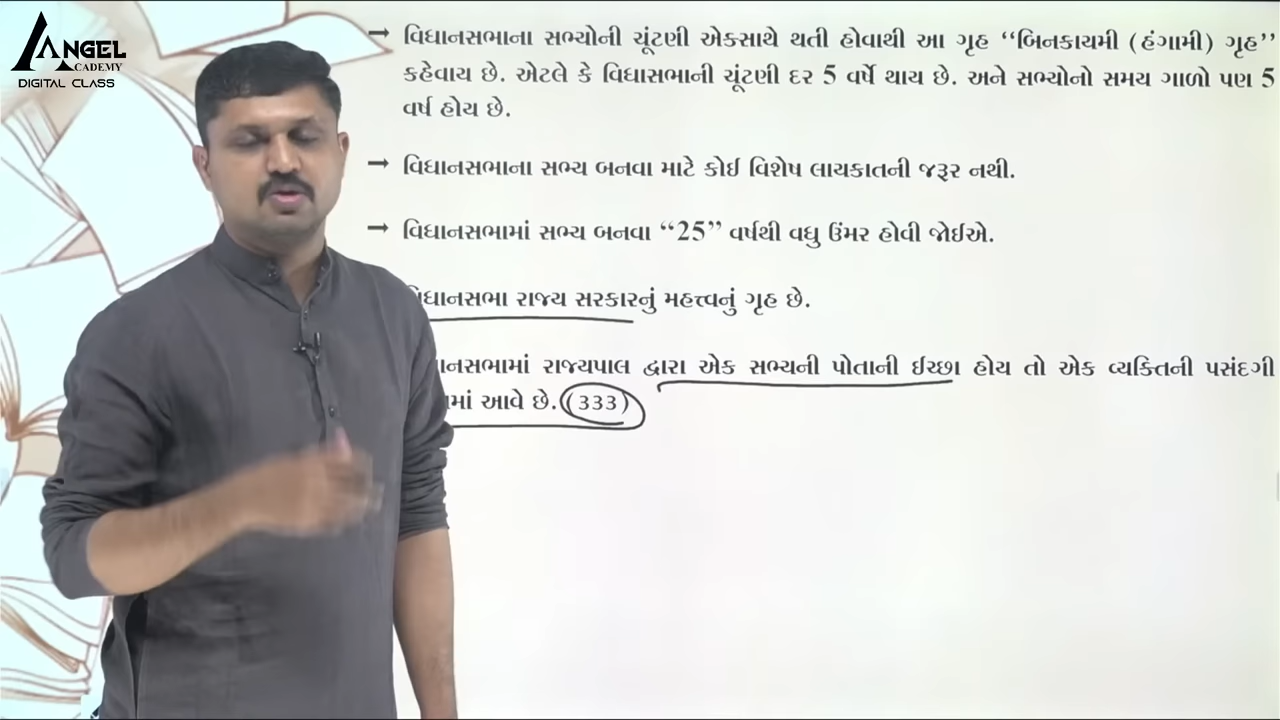 ANGEL
ACADEMY
DIGITAL CLASS
→ વિધાનસભાના સભ્યોની ચૂંટણી એકસાથે થતી હોવાથી આ ગૃહ “બિનકાયમી (હંગામી) ગૃહ”
કહેવાય છે. એટલે કે વિધાસભાની ચૂંટણી દર 5 વર્ષે થાય છે. અને સભ્યોનો સમય ગાળો પણ 5
વર્ષ હોય છે.
→ વિધાનસભાના સભ્ય બનવા માટે કોઈ વિશેષ લાયકાતની જરૂર નથી.
→ વિધાનસભામાં સભ્ય બનવા “25” વર્ષથી વધુ ઉંમર હોવી જોઈએ.
વિધાનસભા રાજ્ય સરકારનું મહત્ત્વનું ગૃહ છે.
રાજ્યપાલ દ્વારા એક સભ્યની પોતાની ઈચ્છા હોય તો એક વ્યક્તિની પસંદગી
આવે છે. (333)